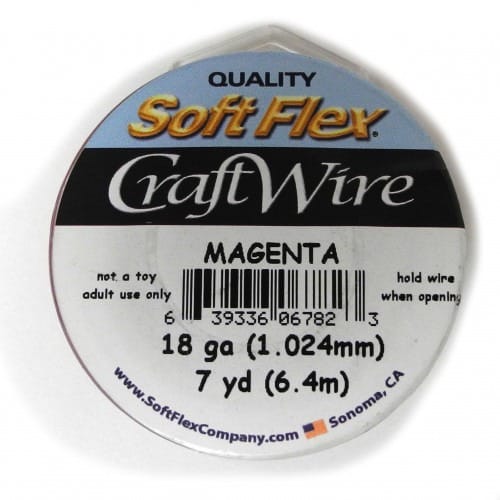 QUALITY
Soft Flex®
Craft Wire
MAGENTA
not a toy
adult use only
hold wire
when opening
6 39336 06782 3
18 ga (1.024mm)
7 yd (6.4m)
www.SoftFlexCompany.com Sonoma, CA